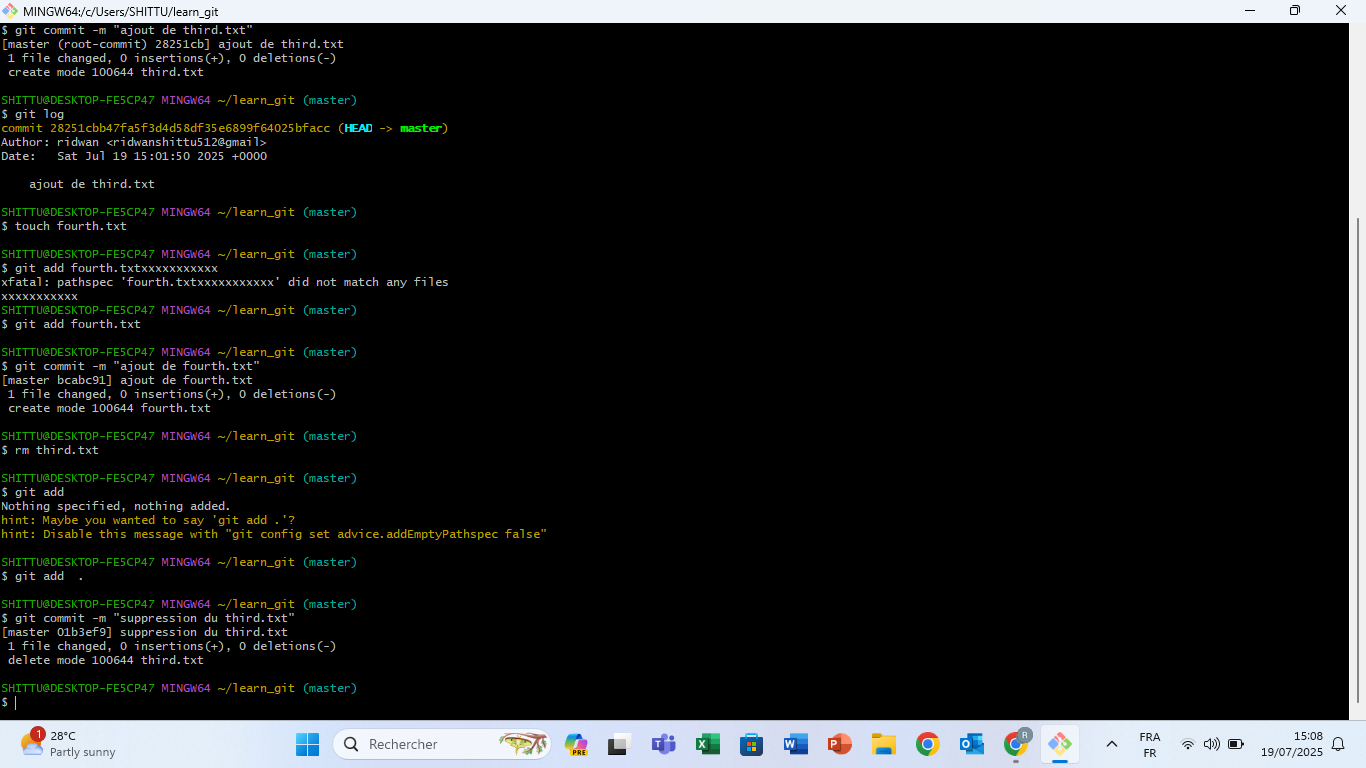 MINGW64:/c/Users/SHITTU/learn_git
$ git commit -m "ajout de third.txt"
[master (root-commit) 28251cb] ajout de third.txt
 1 file changed, 0 insertions(+), 0 deletions(-)
 create mode 100644 third.txt
SHITTU@DESKTOP-FE5CP47 MINGW64 ~/learn_git (master)
$ git log
commit 28251cbb47fa5f3d4d58df35e6899f64025bfacc (HEAD -> master)
Author: ridwan <ridwanshittu512@gmail>
Date:   Sat Jul 19 15:01:50 2025 +0000
    ajout de third.txt
SHITTU@DESKTOP-FE5CP47 MINGW64 ~/learn_git (master)
$ touch fourth.txt
SHITTU@DESKTOP-FE5CP47 MINGW64 ~/learn_git (master)
$ git add fourth.txtxxxxxxxxxxx
xfatal: pathspec 'fourth.txtxxxxxxxxxxx' did not match any files
xxxxxxxxxxx
SHITTU@DESKTOP-FE5CP47 MINGW64 ~/learn_git (master)
$ git add fourth.txt
SHITTU@DESKTOP-FE5CP47 MINGW64 ~/learn_git (master)
$ git commit -m "ajout de fourth.txt"
[master bcabc91] ajout de fourth.txt
 1 file changed, 0 insertions(+), 0 deletions(-)
 create mode 100644 fourth.txt
SHITTU@DESKTOP-FE5CP47 MINGW64 ~/learn_git (master)
$ rm third.txt
SHITTU@DESKTOP-FE5CP47 MINGW64 ~/learn_git (master)
$ git add
Nothing specified, nothing added.
hint: Maybe you wanted to say 'git add .'?
hint: Disable this message with "git config set advice.addEmptyPathspec false"
SHITTU@DESKTOP-FE5CP47 MINGW64 ~/learn_git (master)
$ git add  .
SHITTU@DESKTOP-FE5CP47 MINGW64 ~/learn_git (master)
$ git commit -m "suppression du third.txt"
[master 01b3ef9] suppression du third.txt
 1 file changed, 0 insertions(+), 0 deletions(-)
 delete mode 100644 third.txt
SHITTU@DESKTOP-FE5CP47 MINGW64 ~/learn_git (master)
$
1
28°C
Partly sunny
Rechercher
PRE
R
FRA
FR
15:08
19/07/2025